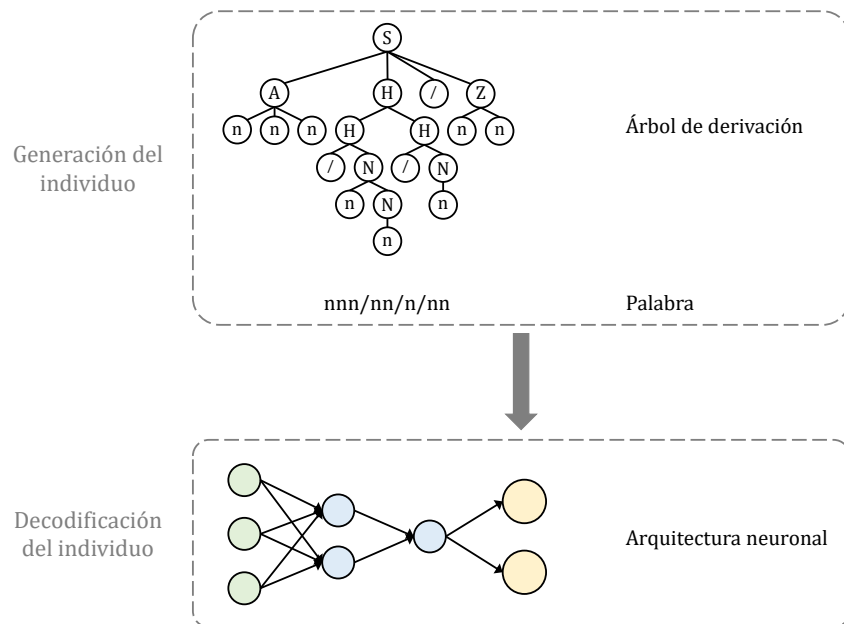 S
A H / Z
n n n H H n n
Árbol de derivación
/ N / N
n N n
n
Generación del
individuo
nnn/nn/n/nn
Palabra
Decodificación
del individuo
Arquitectura neuronal